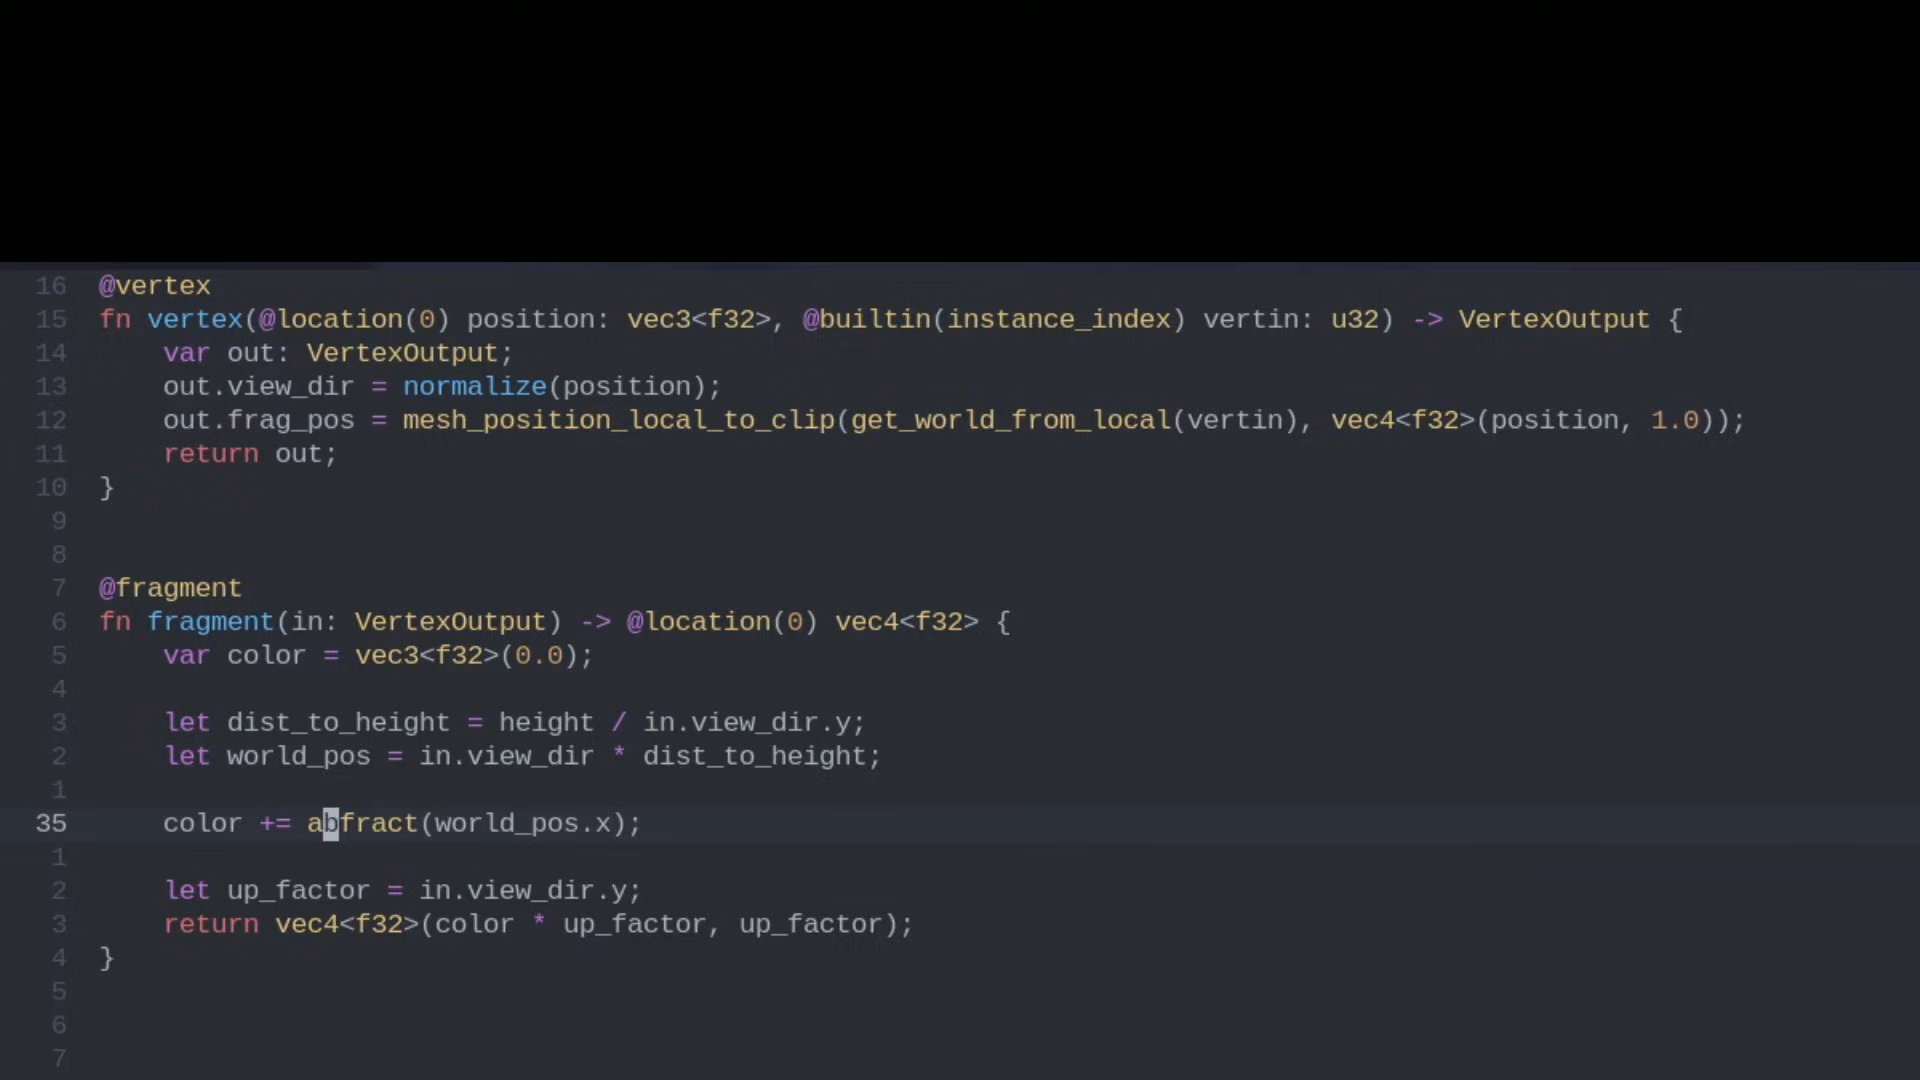 16 @vertex
15 fn vertex(@location(0) position: vec3<f32>, @builtin(instance_index) vertin: u32) -> VertexOutput {
14     var out: VertexOutput;
13     out.view_dir = normalize(position);
12     out.frag_pos = mesh_position_local_to_clip(get_world_from_local(vertin), vec4<f32>(position, 1.0));
11     return out;
10 }
9
8
7 @fragment
6 fn fragment(in: VertexOutput) -> @location(0) vec4<f32> {
5     var color = vec3<f32>(0.0);
4
3     let dist_to_height = height / in.view_dir.y;
2     let world_pos = in.view_dir * dist_to_height;
1
35     color += abfract(world_pos.x);
1
2     let up_factor = in.view_dir.y;
3     return vec4<f32>(color * up_factor, up_factor);
4 }
5
6
7